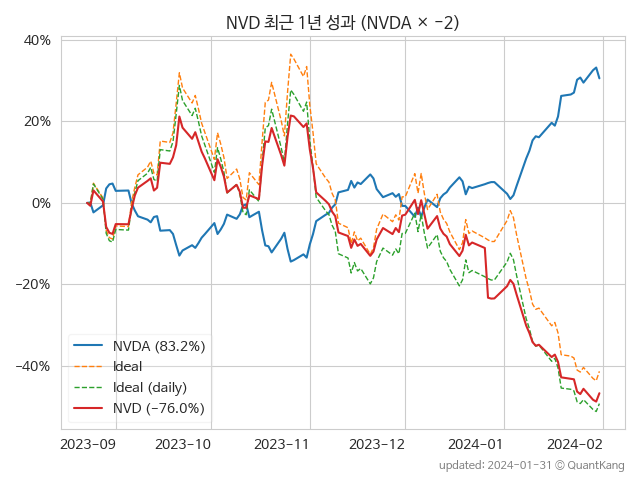 NVD 최근 1년 성과 (NVDA × −2)
40%
20%
0%
−20%
−40%
NVDA (83.2%)
Ideal
Ideal (daily)
NVD (−76.0%)
2023−09
2023−10
2023−11
2023−12
2024−01
2024−02
updated: 2024-01-31 ⓒ QuantKang